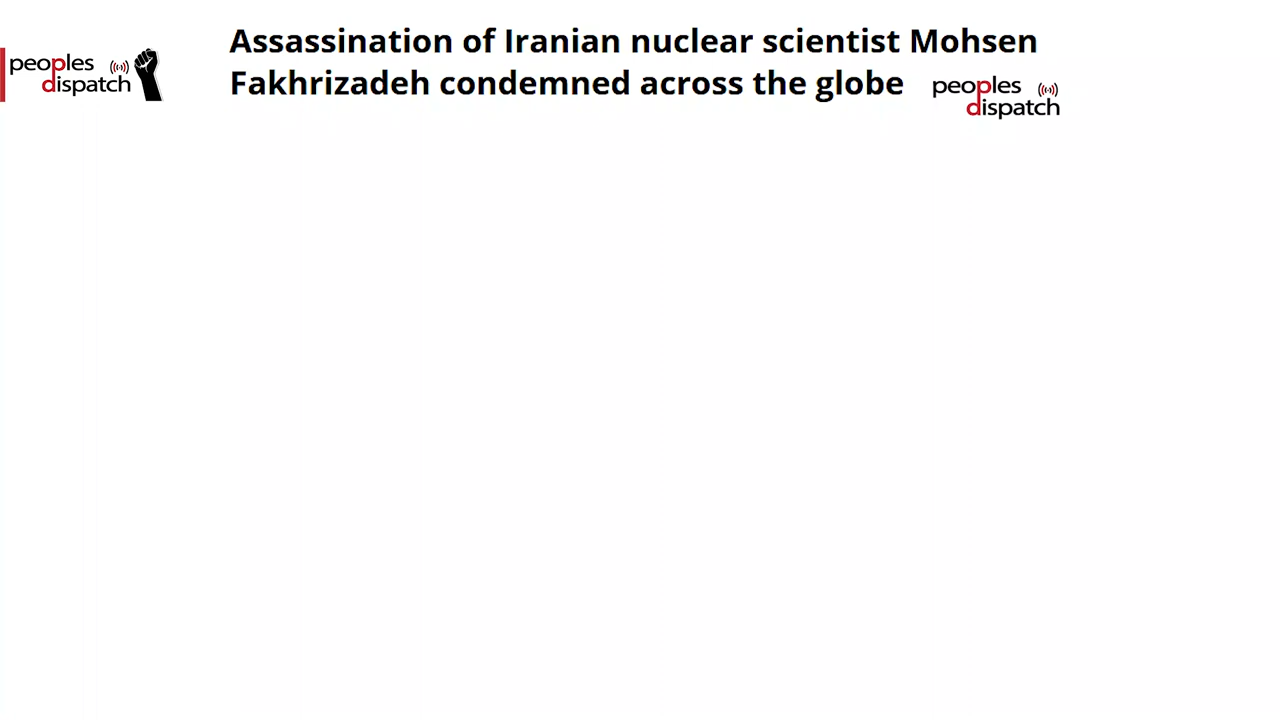 Assassination of Iranian nuclear scientist Mohsen
Fakhrizadeh condemned across the globe
peoples
dispatch
peoples
dispatch